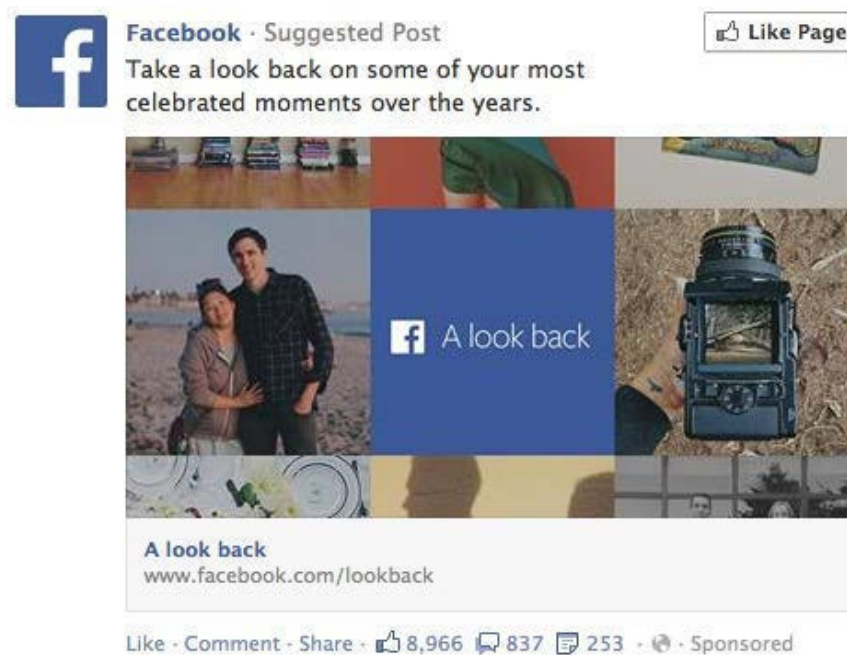 Facebook · Suggested Post
Like Page
Take a look back on some of your most
celebrated moments over the years.
f A look back
A look back
www.facebook.com/lookback
Like · Comment · Share · 8,966 837 253 · · Sponsored